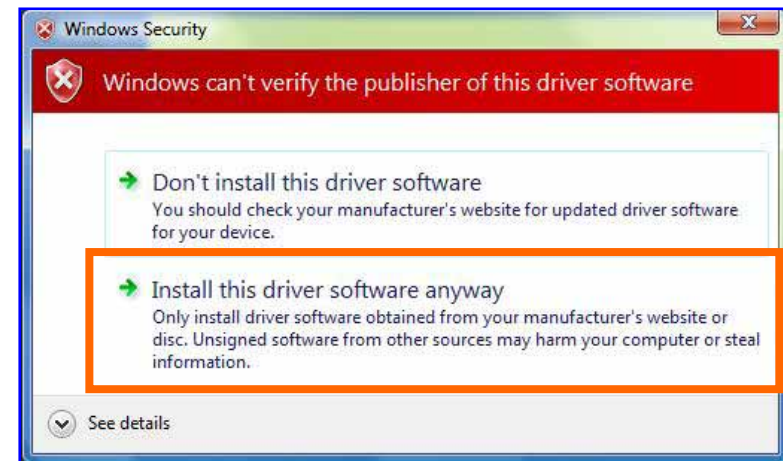 Windows Security
Windows can't verify the publisher of this driver software
Don't install this driver software
You should check your manufacturer's website for updated driver software
for your device.
Install this driver software anyway
Only install driver software obtained from your manufacturer's website or
disc. Unsigned software from other sources may harm your computer or steal
information.
See details